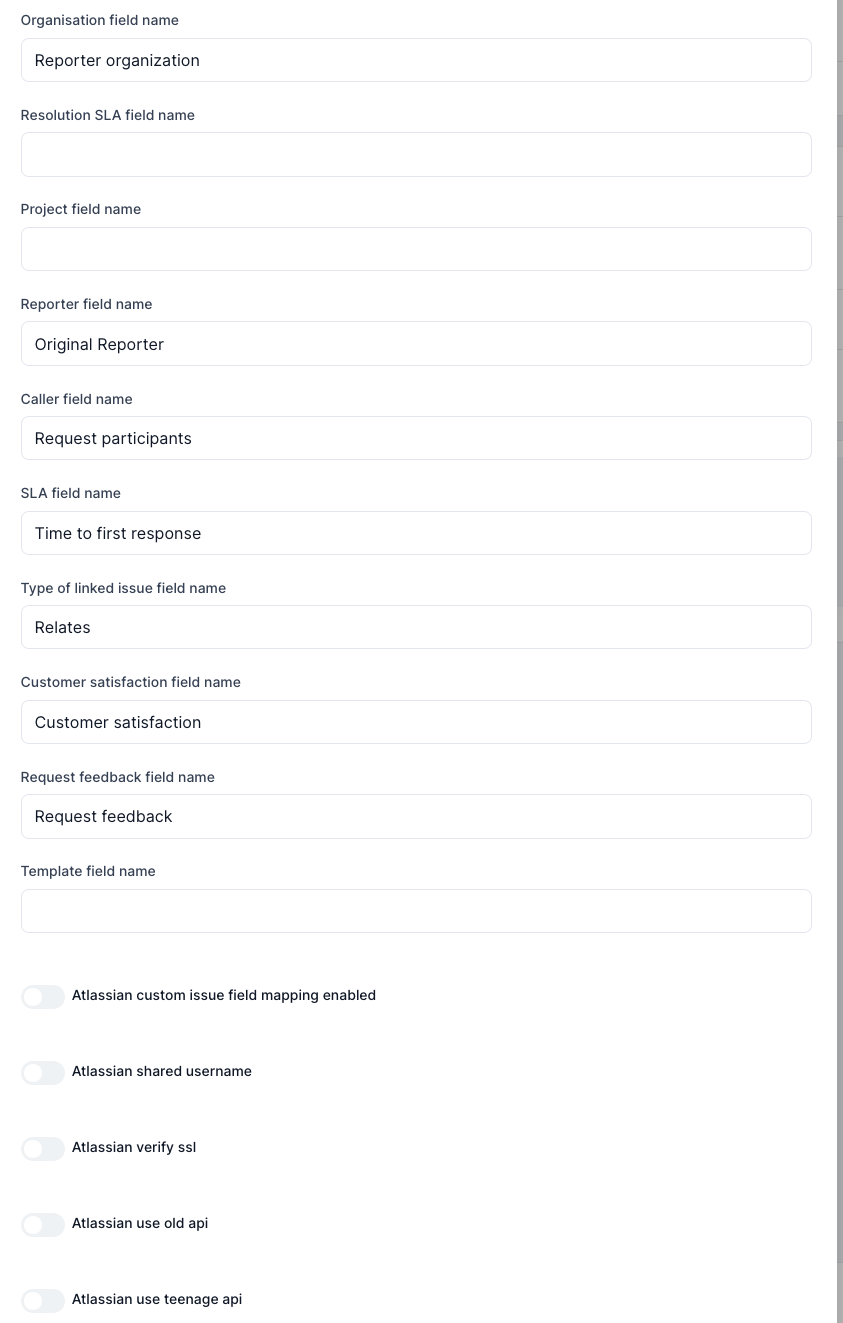 Organisation field name
Reporter organization
Resolution SLA field name
Project field name
Reporter field name
Original Reporter
Caller field name
Request participants
SLA field name
Time to first response
Type of linked issue field name
Relates
Customer satisfaction field name
Customer satisfaction
Request feedback field name
Request feedback
Template field name
Atlassian custom issue field mapping enabled
Atlassian shared username
Atlassian verify ssl
Atlassian use old api
Atlassian use teenage api